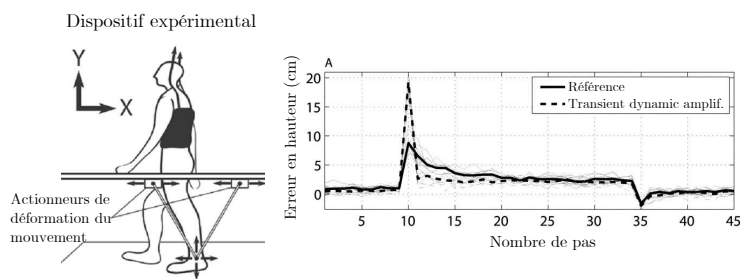 Dispositif expérimental
Y
X
Actionneurs de
déformation du
mouvement
A
Erreur en hauteur (cm)
20
15
10
5
0
Référence
Transient dynamic amplif.
5 10 15 20 25 30 35 40 45
Nombre de pas